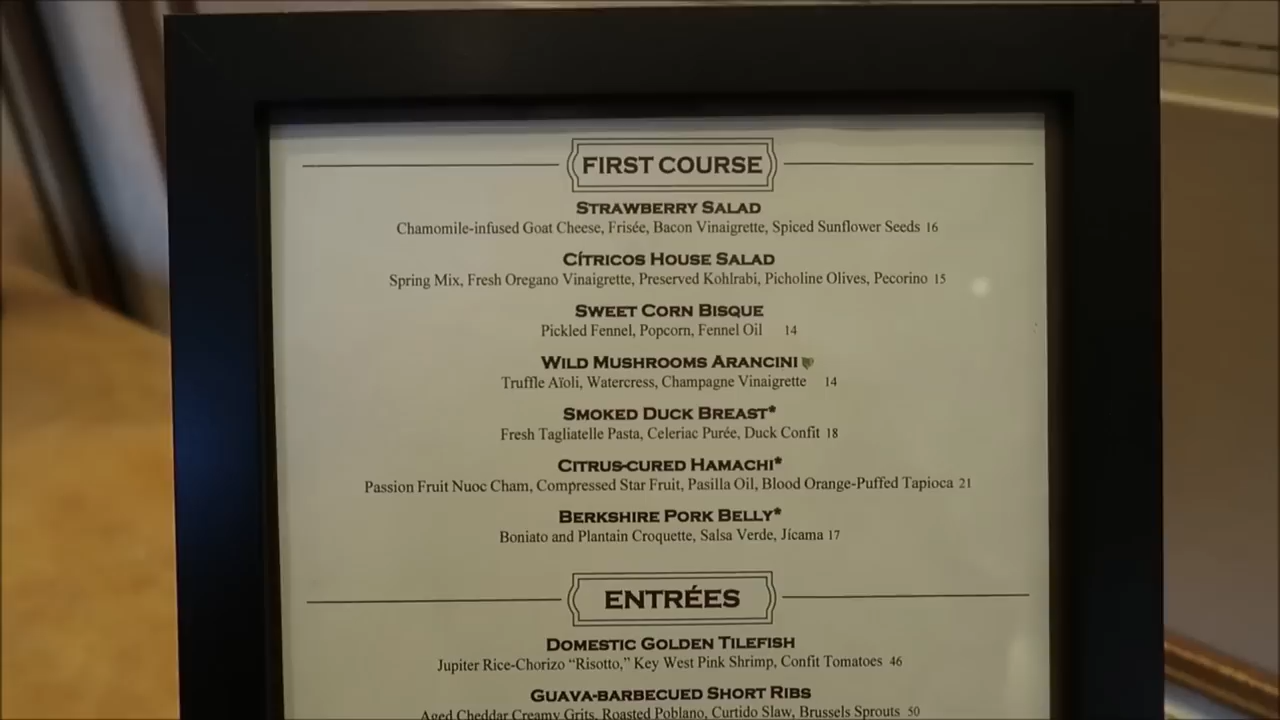 FIRST COURSE
STRAWBERRY SALAD
Chamomile-infused Goat Cheese, Frisée, Bacon Vinaigrette, Spiced Sunflower Seeds 16
CÍTRICOS HOUSE SALAD
Spring Mix, Fresh Oregano Vinaigrette, Preserved Kohlrabi, Picholine Olives, Pecorino 15
SWEET CORN BISQUE
Pickled Fennel, Popcorn, Fennel Oil 14
WILD MUSHROOMS ARANCINI
Truffle Aïoli, Watercress, Champagne Vinaigrette 14
SMOKED DUCK BREAST*
Fresh Tagliatelle Pasta, Celeriac Purée, Duck Confit 18
CITRUS-CURED HAMACHI*
Passion Fruit Nuoc Cham, Compressed Star Fruit, Pasilla Oil, Blood Orange-Puffed Tapioca 21
BERKSHIRE PORK BELLY*
Boniato and Plantain Croquette, Salsa Verde, Jícama 17
ENTRÉES
DOMESTIC GOLDEN TILEFISH
Jupiter Rice-Chorizo “Risotto,” Key West Pink Shrimp, Confit Tomatoes 46
GUAVA-BARBECUED SHORT RIBS
Aged Cheddar Creamy Grits, Roasted Poblano, Curtido Slaw, Brussels Sprouts 50